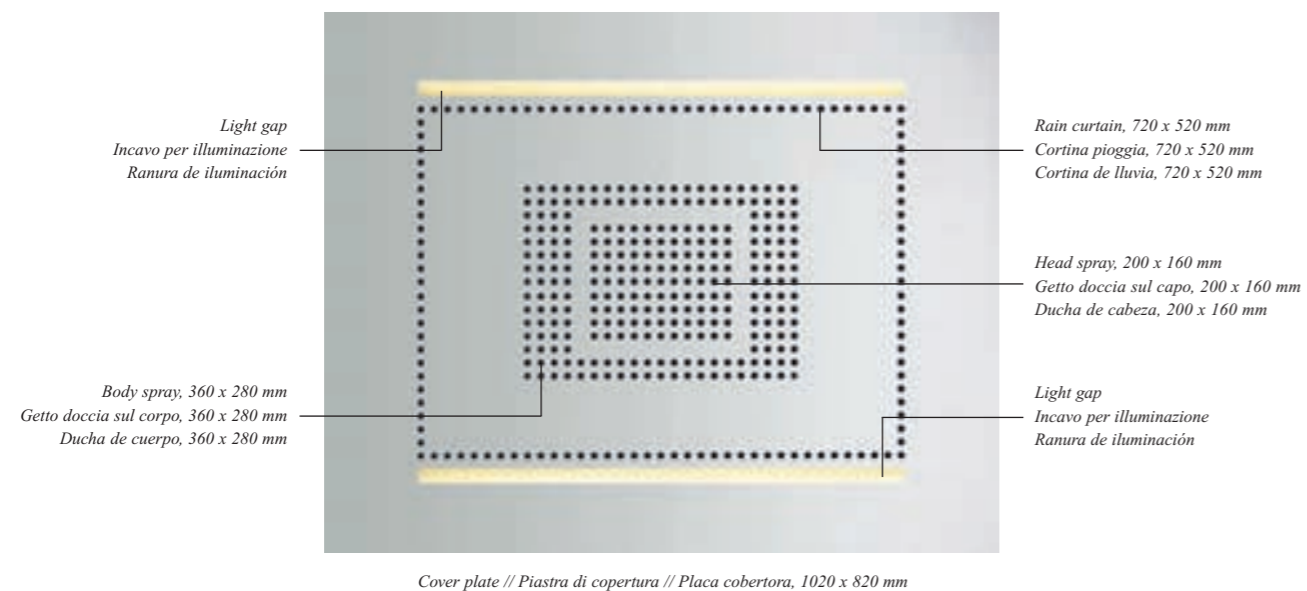 Light gap
Incavo per illuminazione
Ranura de iluminación
Rain curtain, 720 x 520 mm
Cortina pioggia, 720 x 520 mm
Cortina de lluvia, 720 x 520 mm
Head spray, 200 x 160 mm
Getto doccia sul capo, 200 x 160 mm
Ducha de cabeza, 200 x 160 mm
Body spray, 360 x 280 mm
Getto doccia sul corpo, 360 x 280 mm
Ducha de cuerpo, 360 x 280 mm
Light gap
Incavo per illuminazione
Ranura de iluminación
Cover plate // Piastra di copertura // Placa cobertora, 1020 x 820 mm